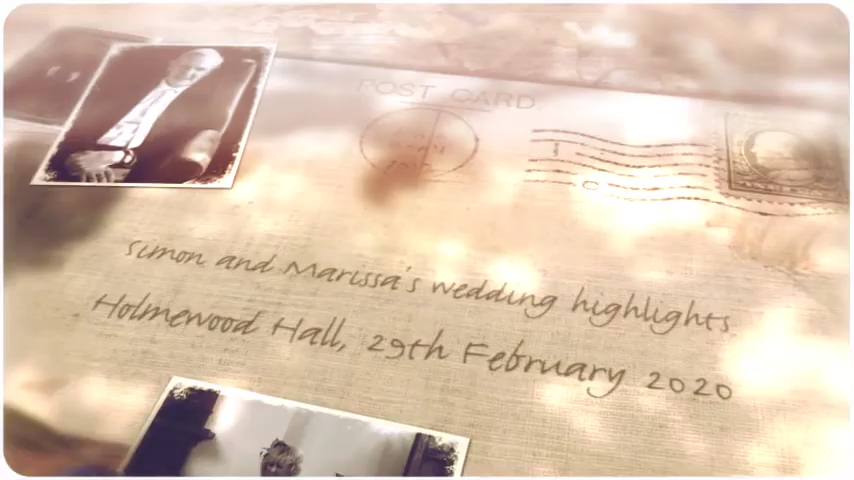 POST CARD
Simon and Marissa's wedding highlights
Holmewood Hall, 29th February 2020